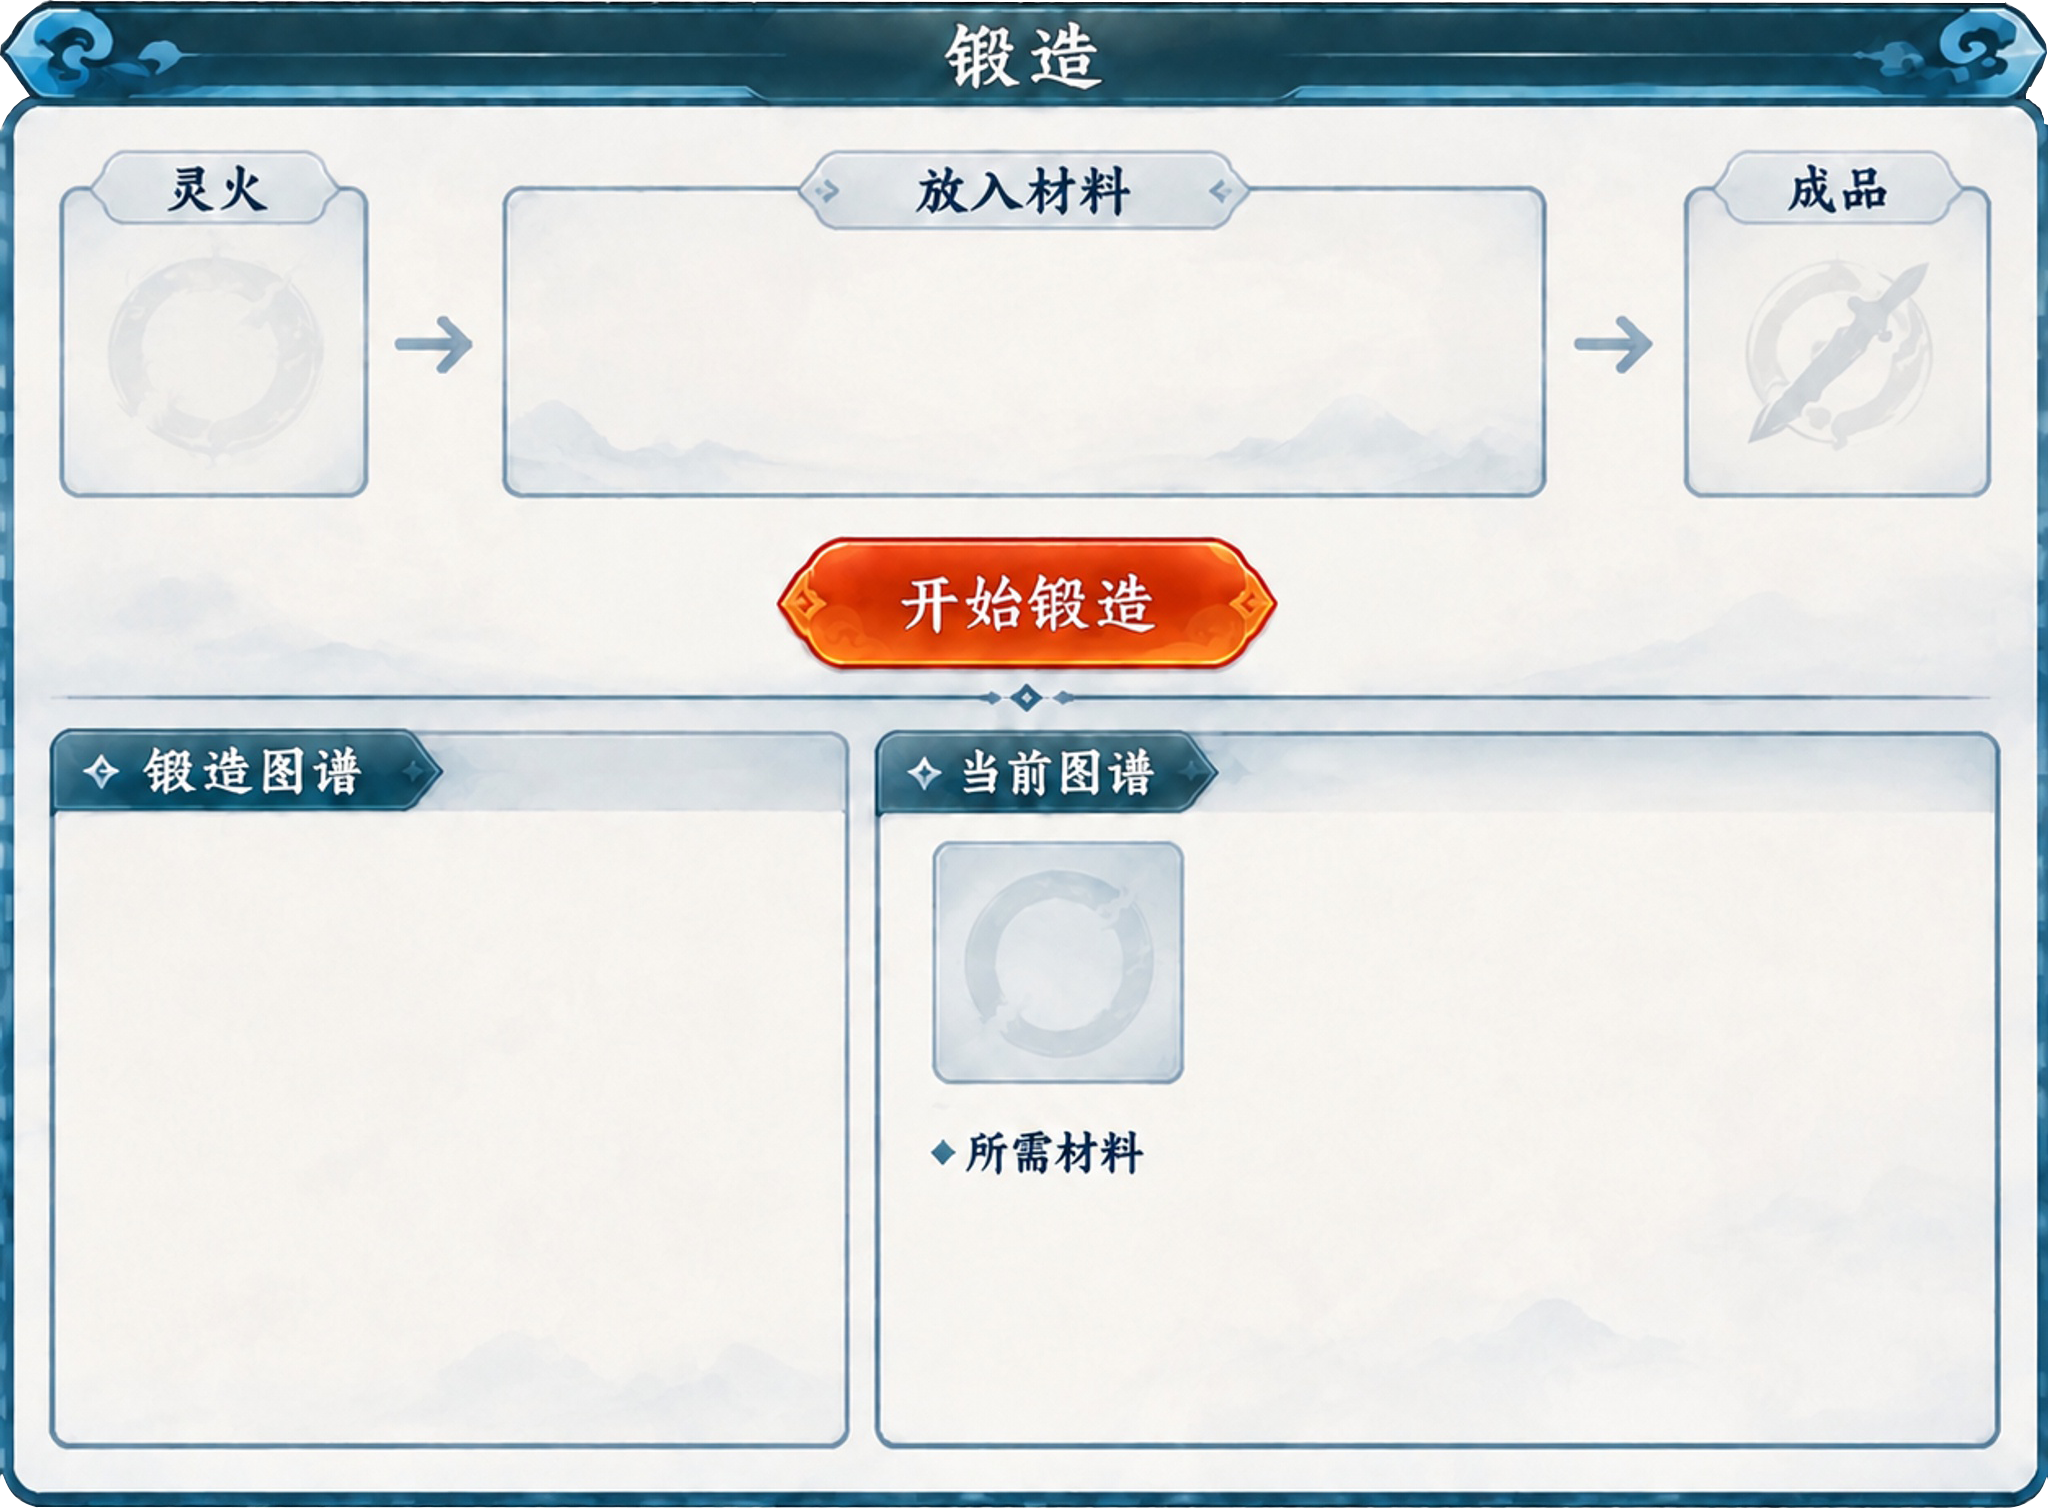 锻造
灵火
放入材料
成品
开始锻造
锻造图谱
当前图谱
所需材料